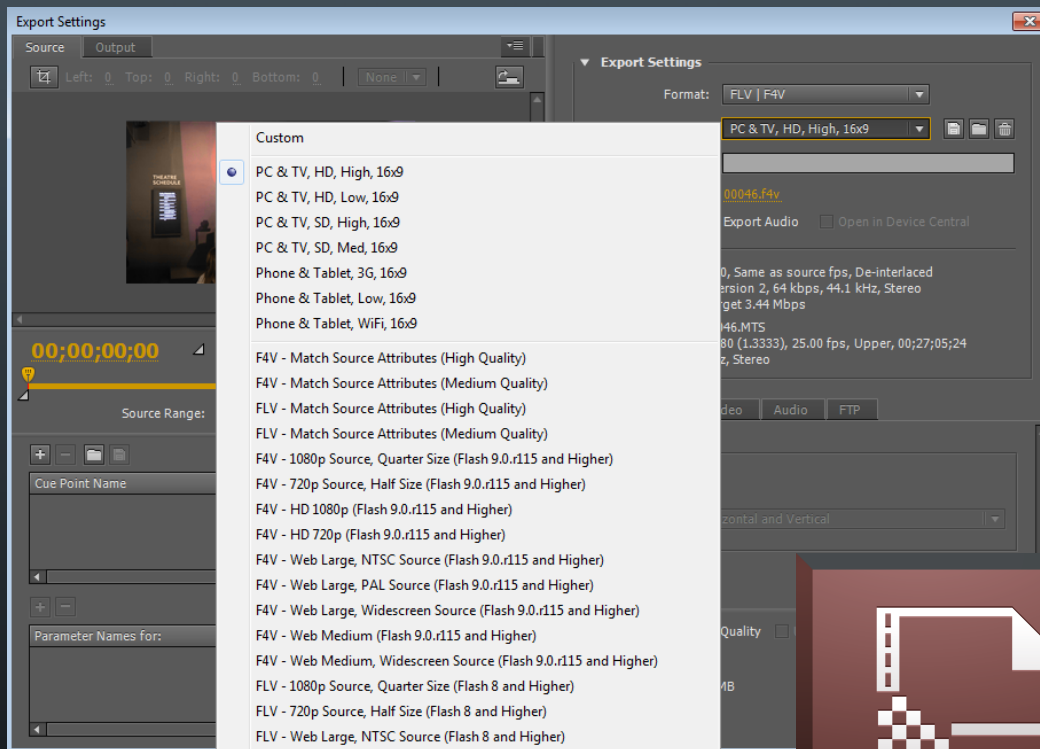 Export Settings
Source
Output
Left: 0 Top: 0 Right: 0 Bottom: 0
None
THEATRE
SCHEDULE
00;00;00;00
Source Range:
Cue Point Name
Parameter Names for:
Custom
PC & TV, HD, High, 16x9
PC & TV, HD, Low, 16x9
PC & TV, SD, High, 16x9
PC & TV, SD, Med, 16x9
Phone & Tablet, 3G, 16x9
Phone & Tablet, Low, 16x9
Phone & Tablet, WiFi, 16x9
F4V - Match Source Attributes (High Quality)
F4V - Match Source Attributes (Medium Quality)
FLV - Match Source Attributes (High Quality)
FLV - Match Source Attributes (Medium Quality)
F4V - 1080p Source, Quarter Size (Flash 9.0.r115 and Higher)
F4V - 720p Source, Half Size (Flash 9.0.r115 and Higher)
F4V - HD 1080p (Flash 9.0.r115 and Higher)
F4V - HD 720p (Flash 9.0.r115 and Higher)
F4V - Web Large, NTSC Source (Flash 9.0.r115 and Higher)
F4V - Web Large, PAL Source (Flash 9.0.r115 and Higher)
F4V - Web Large, Widescreen Source (Flash 9.0.r115 and Higher)
F4V - Web Medium (Flash 9.0.r115 and Higher)
F4V - Web Medium, Widescreen Source (Flash 9.0.r115 and Higher)
FLV - 1080p Source, Quarter Size (Flash 8 and Higher)
FLV - 720p Source, Half Size (Flash 8 and Higher)
FLV - Web Large, NTSC Source (Flash 8 and Higher)
Export Settings
Format: FLV | F4V
PC & TV, HD, High, 16x9
00046.f4v
Export Audio
Open in Device Central
0, Same as source fps, De-interlaced
ersion 2, 64 kbps, 44.1 kHz, Stereo
get 3.44 Mbps
046.MTS
80 (1.3333), 25.00 fps, Upper, 00;27;05;24
z, Stereo
deo
Audio
FTP
zontal and Vertical
Quality
MB